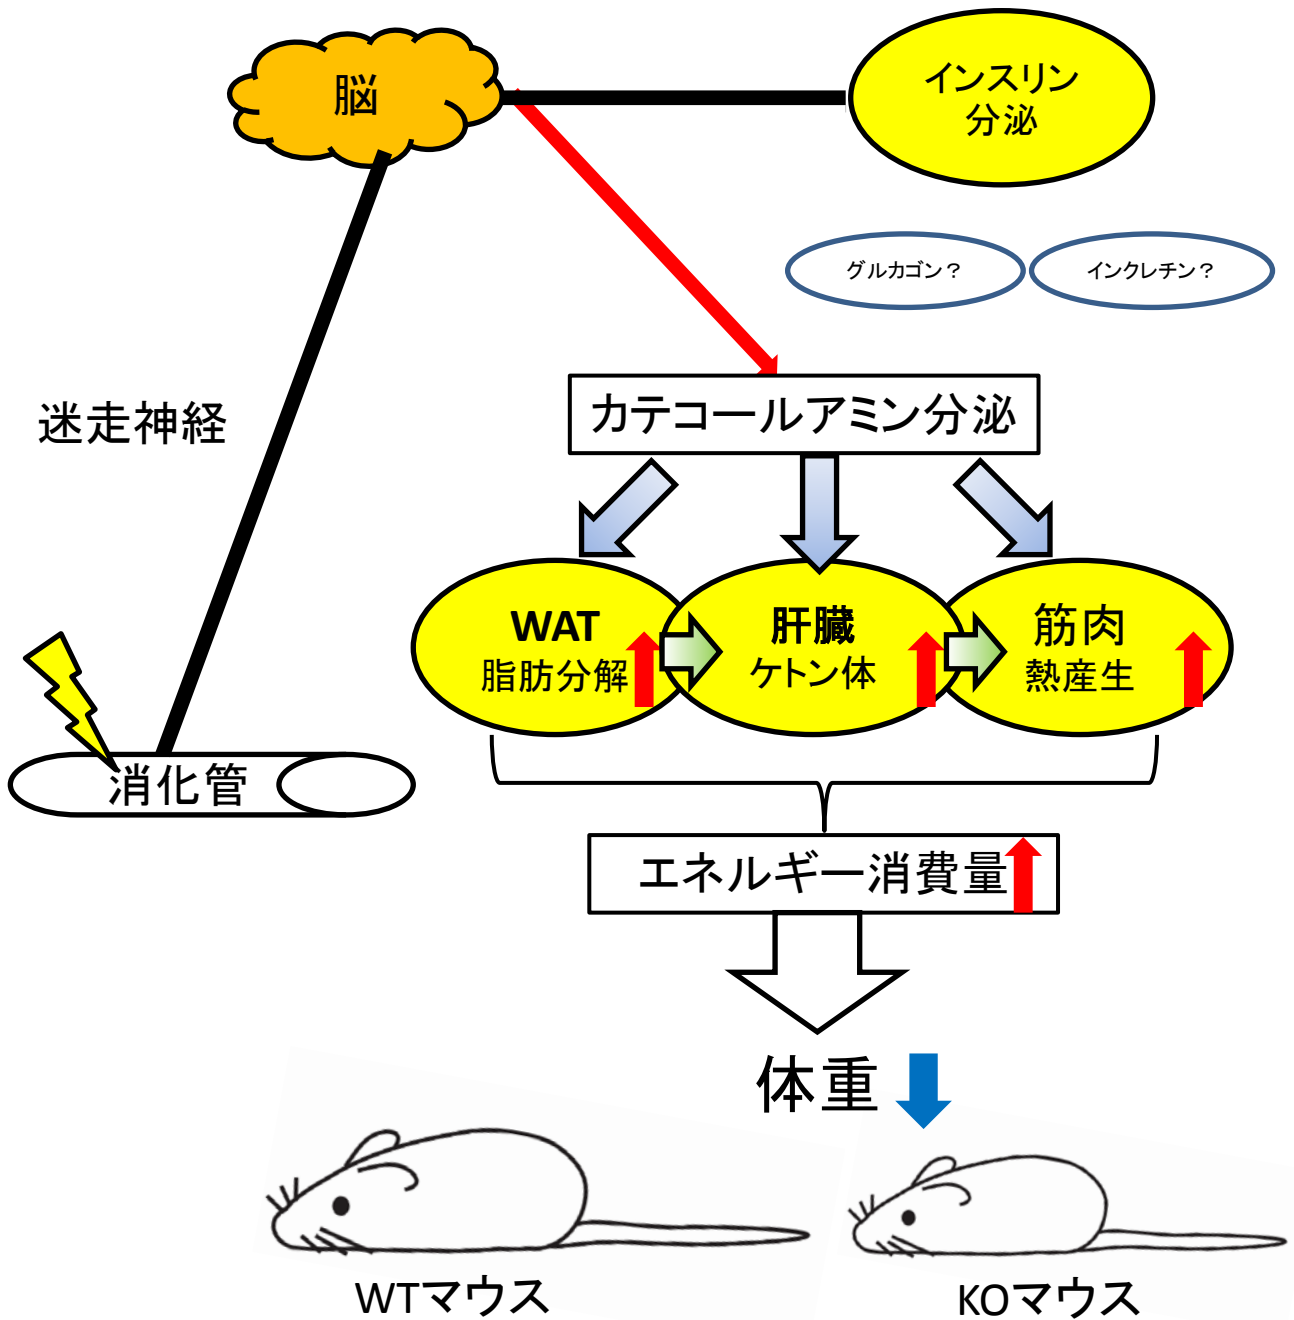 脳
インスリン
分泌
グルカゴン？
インクレチン？
カテコールアミン分泌
迷走神経
WAT
脂肪分解
肝臓
ケトン体
筋肉
熱産生
消化管
エネルギー消費量
体重
WTマウス
KOマウス